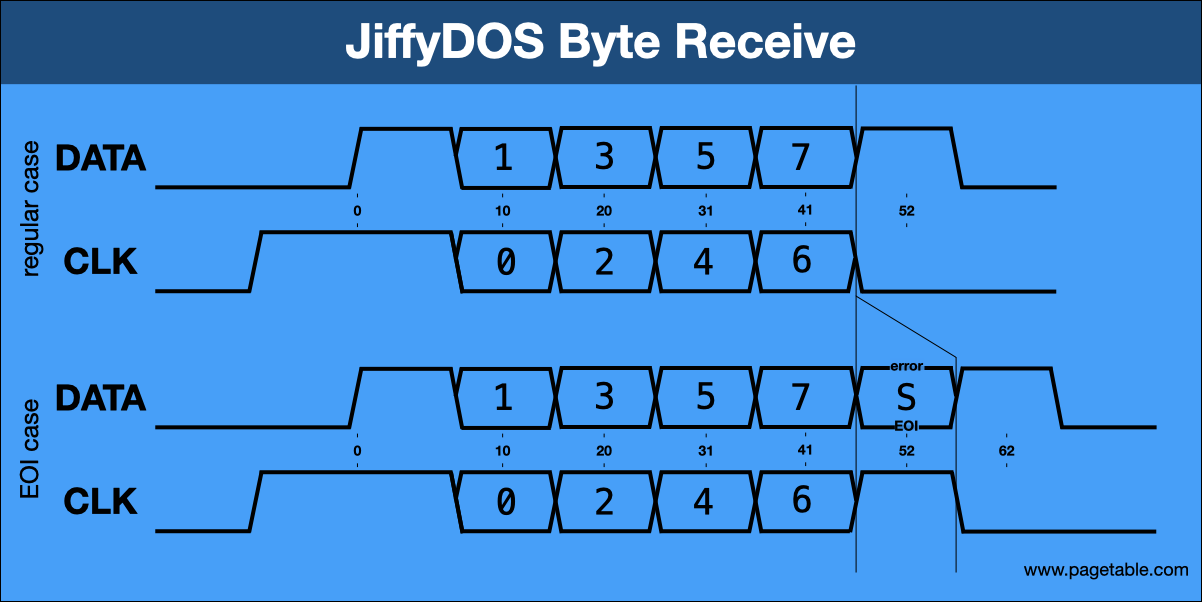 JiffyDOS Byte Receive
regular case
DATA
1 3 5 7
0 10 20 31 41 52
CLK
0 2 4 6
EOI case
DATA
error
1 3 5 7 S
EOI
0 10 20 31 41 52 62
CLK
0 2 4 6
www.pagetable.com